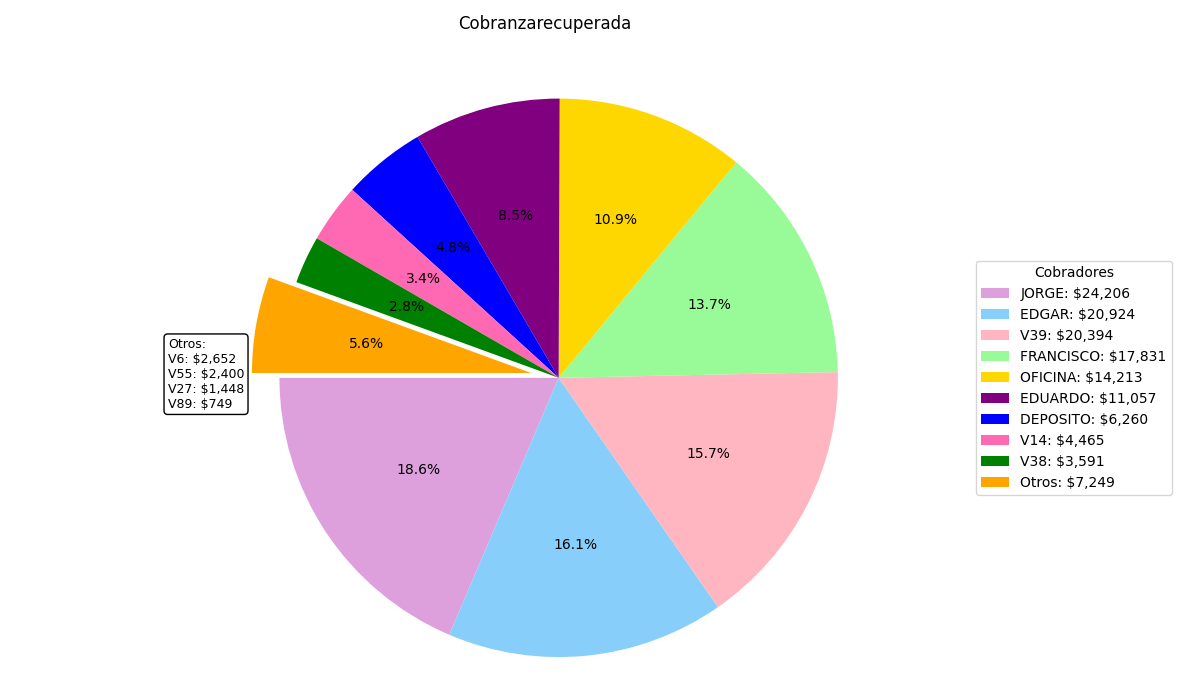 Cobranzarecuperada
8.5%
10.9%
4.8%
3.4%
13.7%
2.8%
5.6%
Otros:
V6: $2,652
V55: $2,400
V27: $1,448
V89: $749
18.6%
15.7%
16.1%
Cobradores
JORGE: $24,206
EDGAR: $20,924
V39: $20,394
FRANCISCO: $17,831
OFICINA: $14,213
EDUARDO: $11,057
DEPOSITO: $6,260
V14: $4,465
V38: $3,591
Otros: $7,249